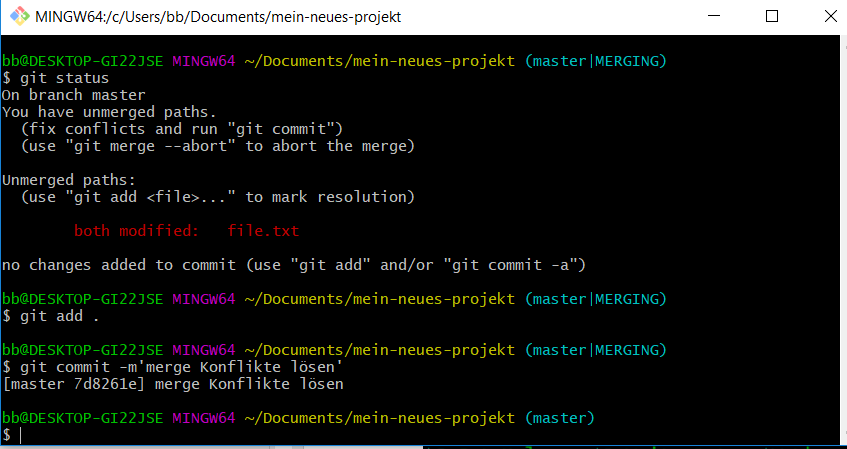 MINGW64:/c/Users/bb/Documents/mein-neues-projekt
bb@DESKTOP-GI22JSE MINGW64 ~/Documents/mein-neues-projekt (master|MERGING)
$ git status
On branch master
You have unmerged paths.
  (fix conflicts and run "git commit")
  (use "git merge --abort" to abort the merge)
Unmerged paths:
  (use "git add <file>..." to mark resolution)
        both modified:   file.txt
no changes added to commit (use "git add" and/or "git commit -a")
bb@DESKTOP-GI22JSE MINGW64 ~/Documents/mein-neues-projekt (master|MERGING)
$ git add .
bb@DESKTOP-GI22JSE MINGW64 ~/Documents/mein-neues-projekt (master|MERGING)
$ git commit -m'merge Konflikte lösen'
[master 7d8261e] merge Konflikte lösen
bb@DESKTOP-GI22JSE MINGW64 ~/Documents/mein-neues-projekt (master)
$